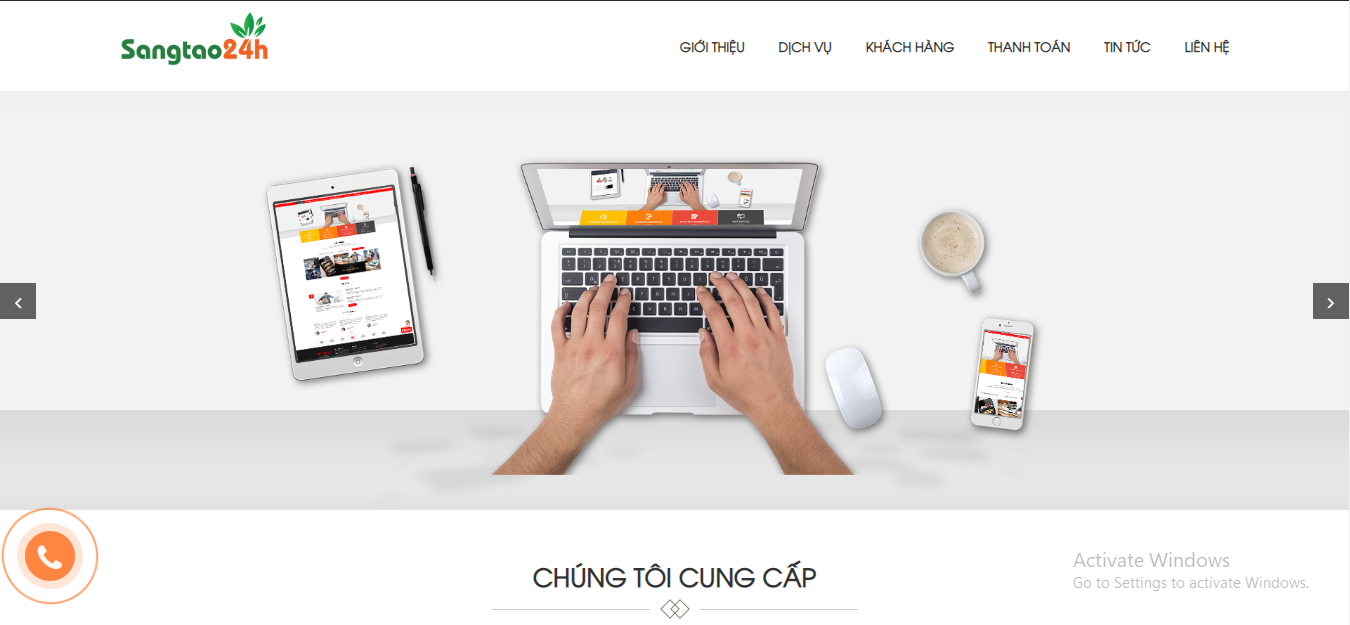 Sangtao24h
GIỚI THIỆU DỊCH VỤ KHÁCH HÀNG THANH TOÁN TIN TỨC LIÊN HỆ
CHÚNG TÔI CUNG CẤP
Activate Windows
Go to Settings to activate Windows.